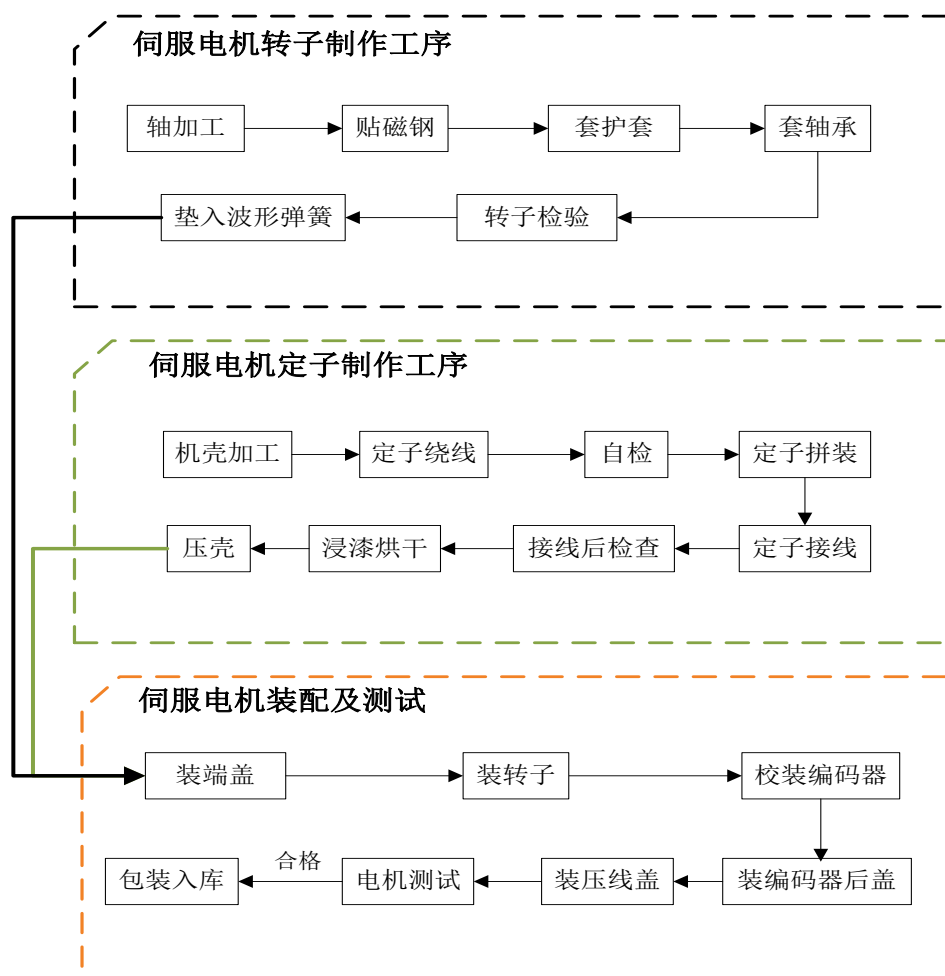 伺服电机转子制作工序
轴加工
贴磁钢
套护套
套轴承
垫入波形弹簧
转子检验
伺服电机定子制作工序
机壳加工
定子绕线
自检
定子拼装
压壳
浸漆烘干
接线后检查
定子接线
伺服电机装配及测试
装端盖
装转子
校装编码器
包装入库
合格
电机测试
装压线盖
装编码器后盖